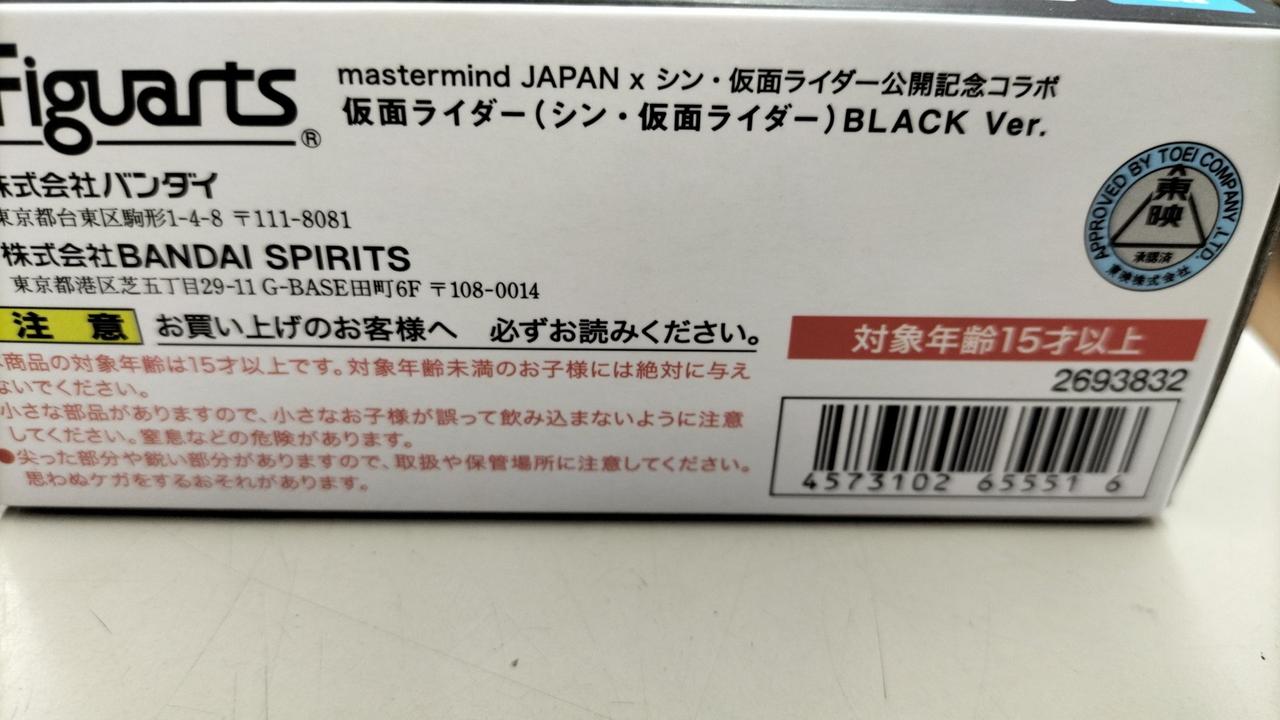 Figuarts®
mastermind JAPAN x シン・仮面ライダー公開記念コラボ
仮面ライダー(シン・仮面ライダー)BLACK Ver.
株式会社バンダイ
東京都台東区駒形1-4-8 〒111-8081
株式会社BANDAI SPIRITS
東京都港区芝五丁目29-11 G-BASE田町6F 〒108-0014
注 意 お買い上げのお客様へ 必ずお読みください。
商品の対象年齢は15才以上です。対象年齢未満のお子様には絶対に与え
ないでください。
小さな部品がありますので、小さなお子様が誤って飲み込まないように注意
してください。窒息などの危険があります。
●尖った部分や鋭い部分がありますので、取扱や保管場所に注意してください。
思わぬケガをするおそれがあります。
APPROVED BY TOEI COMPANY, LTD.
東映
承認済
東映株式会社
対象年齢15才以上
2693832
4573102 65551 6